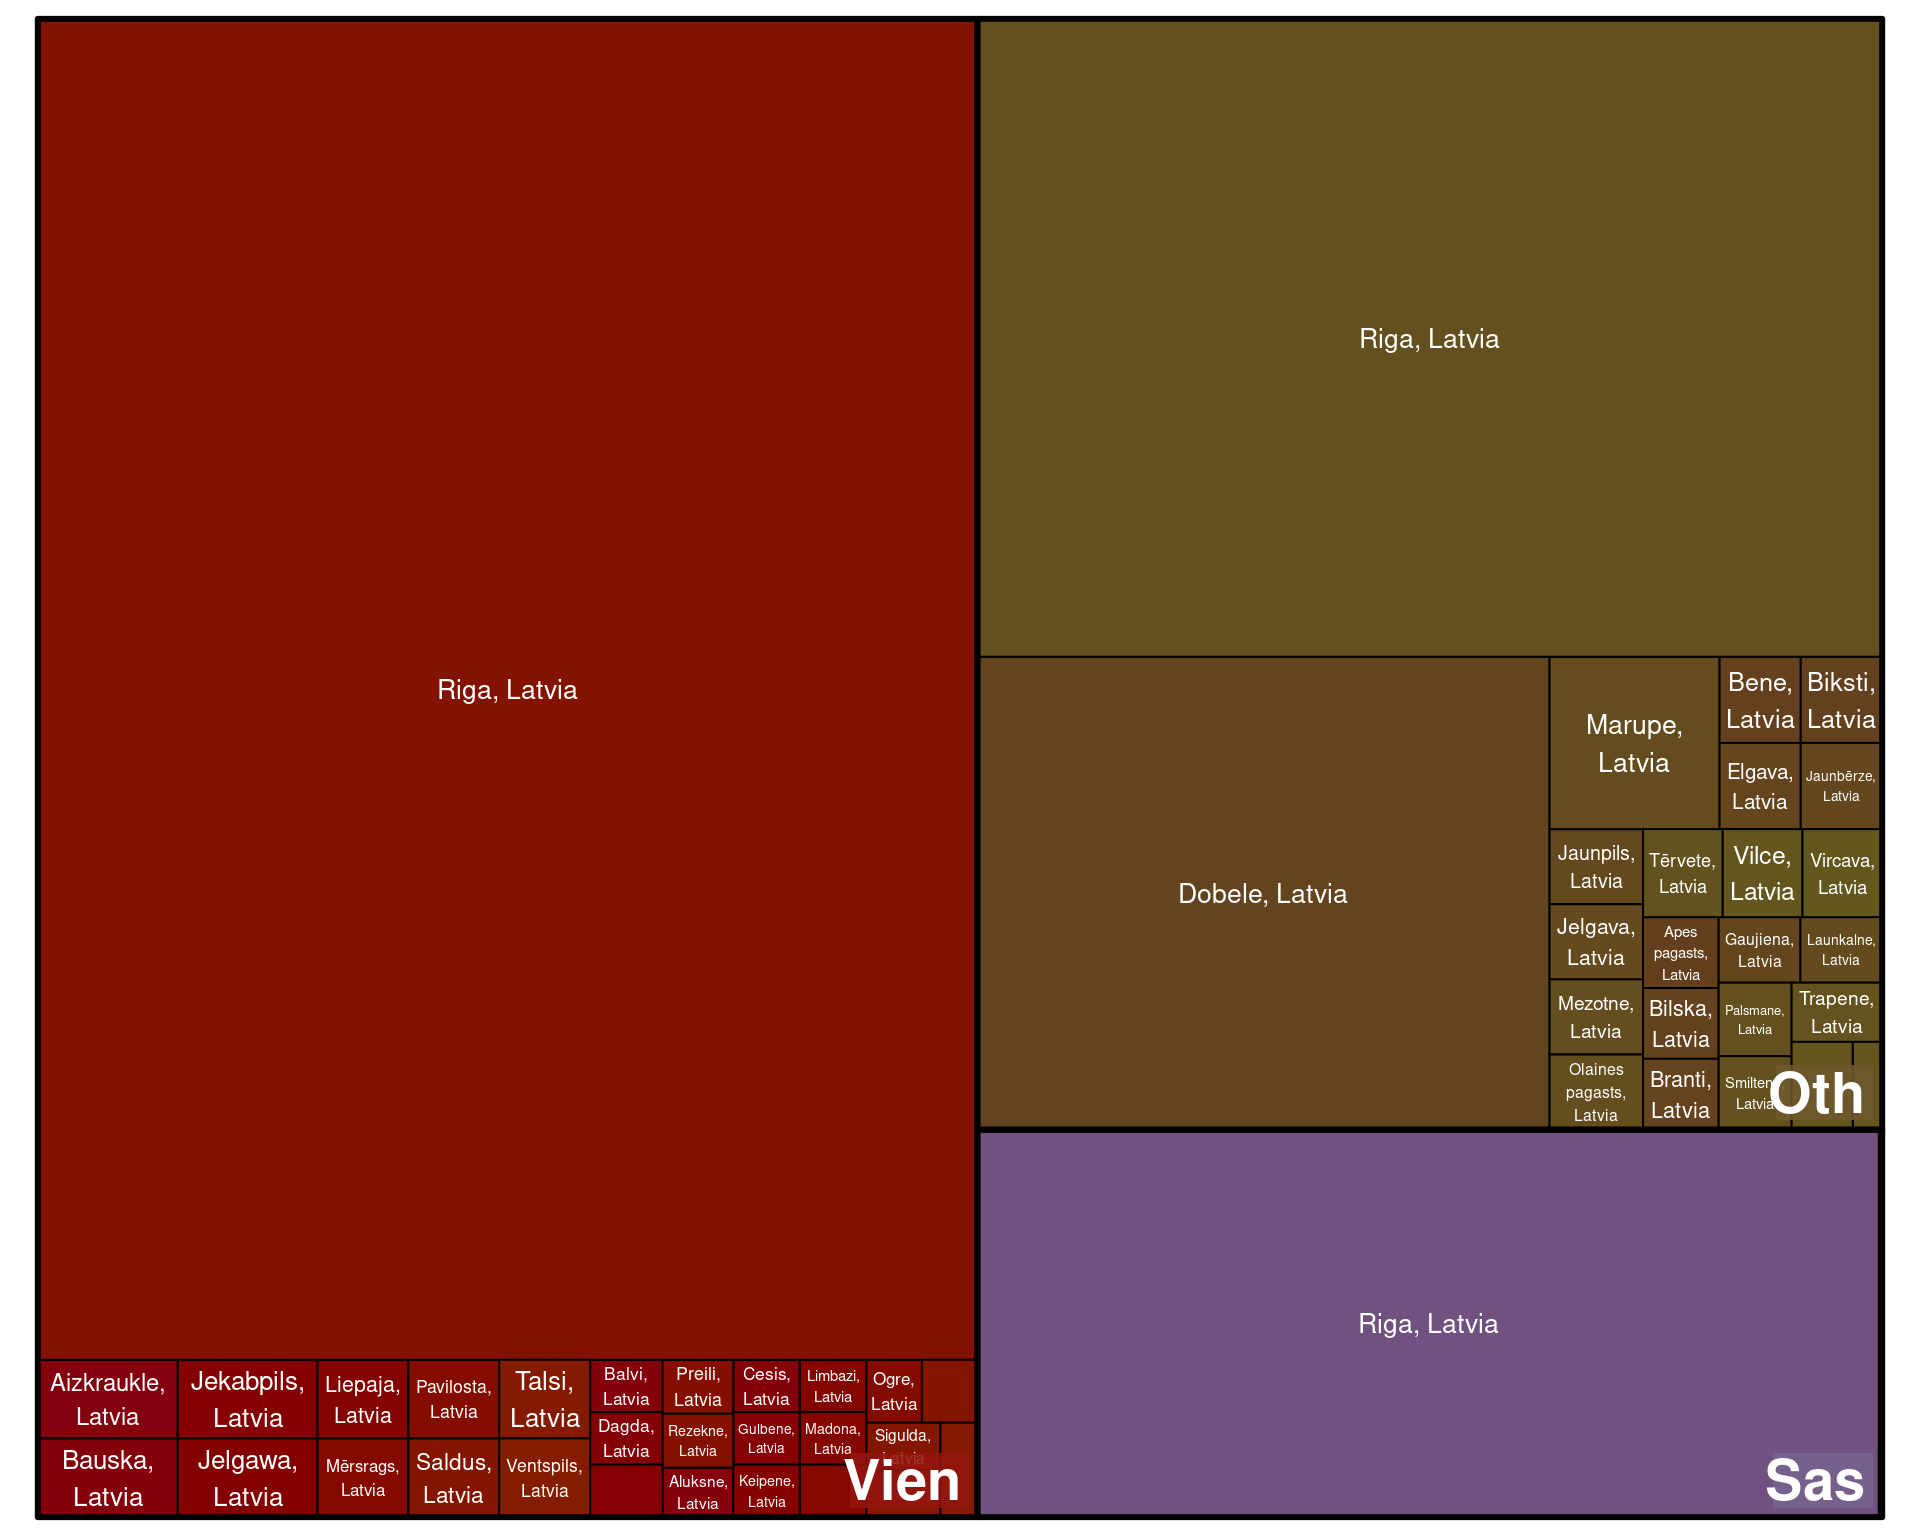 Riga, Latvia
Aizkraukle,
Latvia
Jekabpils,
Latvia
Liepaja,
Latvia
Pavilosta,
Latvia
Talsi,
Latvia
Balvi,
Latvia
Preili,
Latvia
Cesis,
Latvia
Limbazi,
Latvia
Ogre,
Latvia
Bauska,
Latvia
Jelgawa,
Latvia
Mērsrags,
Latvia
Saldus,
Latvia
Ventspils,
Latvia
Dagda,
Latvia
Rezekne,
Latvia
Aluksne,
Latvia
Gulbene,
Latvia
Keipene,
Latvia
Madona,
Latvia
Sigulda,
Latvia
Vien
Riga, Latvia
Dobele, Latvia
Marupe,
Latvia
Bene,
Latvia
Biksti,
Latvia
Elgava,
Latvia
Jaunbērze,
Latvia
Jaunpils,
Latvia
Jelgava,
Latvia
Mezotne,
Latvia
Olaines
pagasts,
Latvia
Tērvete,
Latvia
Vilce,
Latvia
Vircava,
Latvia
Apes
pagasts,
Latvia
Bilska,
Latvia
Branti,
Latvia
Gaujiena,
Latvia
Launkalne,
Latvia
Palsmane,
Latvia
Trapene,
Latvia
Latvia
Oth
Riga, Latvia
Sas